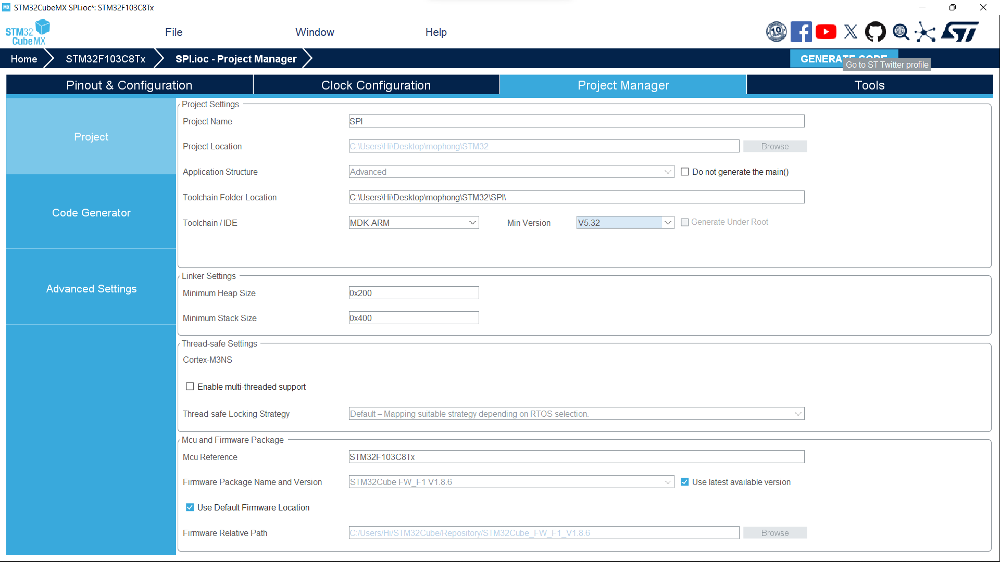 MX STM32CubeMX SPI.ioc*: STM32F103C8Tx
STM32
CubeMX
File
Window
Help
10
Home
STM32F103C8Tx
SPI.ioc - Project Manager
GENERATE CODE
Go to ST Twitter profile
Pinout & Configuration
Clock Configuration
Project Manager
Tools
Project
Code Generator
Advanced Settings
Project Settings
Project Name
SPI
Project Location
C:\Users\Hi\Desktop\mophong\STM32
Browse
Application Structure
Advanced
Do not generate the main()
Toolchain Folder Location
C:\Users\Hi\Desktop\mophong\STM32\SPI\
Toolchain / IDE
MDK-ARM
Min Version
V5.32
Generate Under Root
Linker Settings
Minimum Heap Size
0x200
Minimum Stack Size
0x400
Thread-safe Settings
Cortex-M3NS
Enable multi-threaded support
Thread-safe Locking Strategy
Default – Mapping suitable strategy depending on RTOS selection.
Mcu and Firmware Package
Mcu Reference
STM32F103C8Tx
Firmware Package Name and Version
STM32Cube FW_F1 V1.8.6
Use latest available version
Use Default Firmware Location
Firmware Relative Path
C:/Users/Hi/STM32Cube/Repository/STM32Cube_FW_F1_V1.8.6
Browse